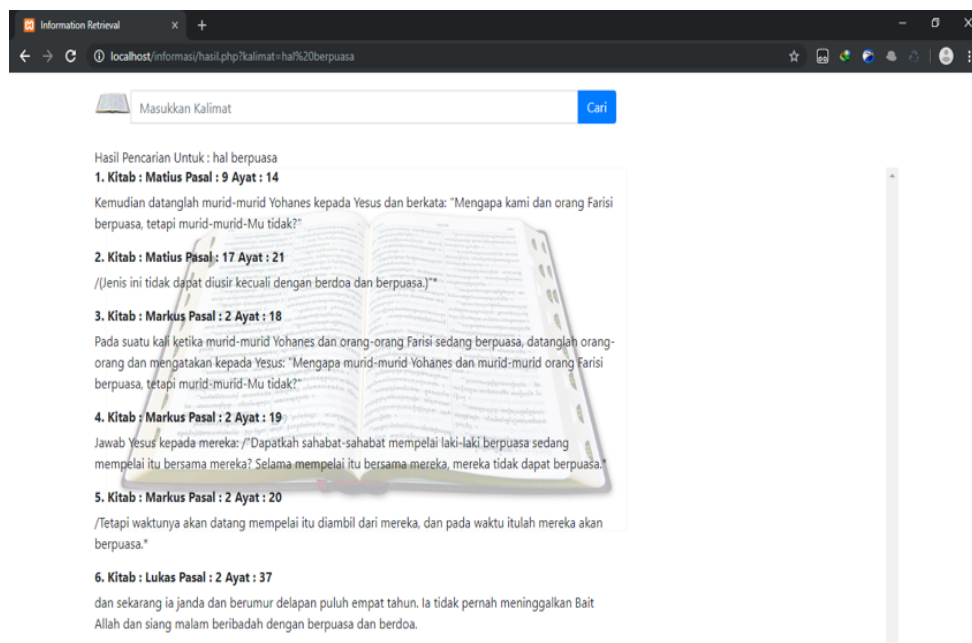 Information Retrieval
localhost/informasi/hasil.php?kalimat=hal%20berpuasa
Masukkan Kalimat
Cari
Hasil Pencarian Untuk : hal berpuasa
1. Kitab : Matius Pasal : 9 Ayat : 14
Kemudian datanglah murid-murid Yohanes kepada Yesus dan berkata: "Mengapa kami dan orang Farisi
berpuasa, tetapi murid-murid-Mu tidak?"
2. Kitab : Matius Pasal : 17 Ayat : 21
/(Jenis ini tidak dapat diusir kecuali dengan berdoa dan berpuasa.)"*
3. Kitab : Markus Pasal : 2 Ayat : 18
Pada suatu kali ketika murid-murid Yohanes dan orang-orang Farisi sedang berpuasa, datanglah orang-
orang dan mengatakan kepada Yesus: "Mengapa murid-murid Yohanes dan murid-murid orang Farisi
berpuasa, tetapi murid-murid-Mu tidak?"
4. Kitab : Markus Pasal : 2 Ayat : 19
Jawab Yesus kepada mereka: /"Dapatkah sahabat-sahabat mempelai laki-laki berpuasa sedang
mempelai itu bersama mereka? Selama mempelai itu bersama mereka, mereka tidak dapat berpuasa.*
5. Kitab : Markus Pasal : 2 Ayat : 20
/Tetapi waktunya akan datang mempelai itu diambil dari mereka, dan pada waktu itulah mereka akan
berpuasa.*
6. Kitab : Lukas Pasal : 2 Ayat : 37
dan sekarang ia janda dan berumur delapan puluh empat tahun. Ia tidak pernah meninggalkan Bait
Allah dan siang malam beribadah dengan berpuasa dan berdoa.